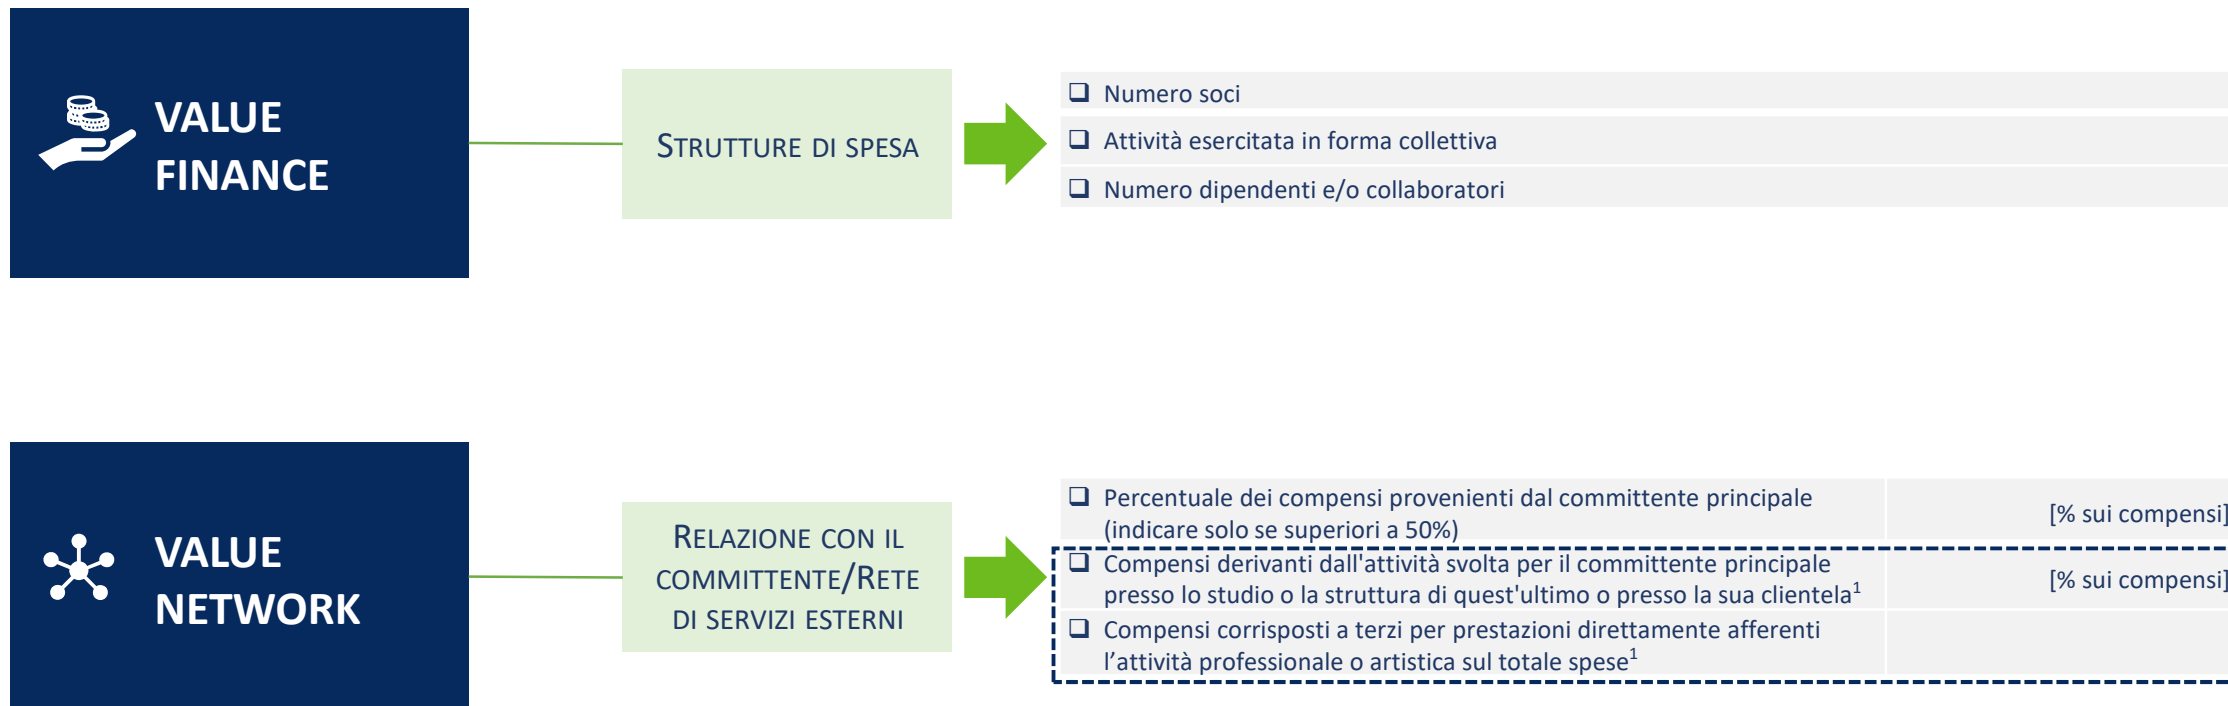 VALUE
FINANCE
STRUTTURE DI SPESA
❑ Numero soci
❑ Attività esercitata in forma collettiva
❑ Numero dipendenti e/o collaboratori
VALUE
NETWORK
RELAZIONE CON IL
COMMITTENTE/RETE
DI SERVIZI ESTERNI
❑ Percentuale dei compensi provenienti dal committente principale
(indicare solo se superiori a 50%)
[% sui compensi]
❑ Compensi derivanti dall'attività svolta per il committente principale
presso lo studio o la struttura di quest'ultimo o presso la sua clientela¹
[% sui compensi]
❑ Compensi corrisposti a terzi per prestazioni direttamente afferenti
l’attività professionale o artistica sul totale spese¹